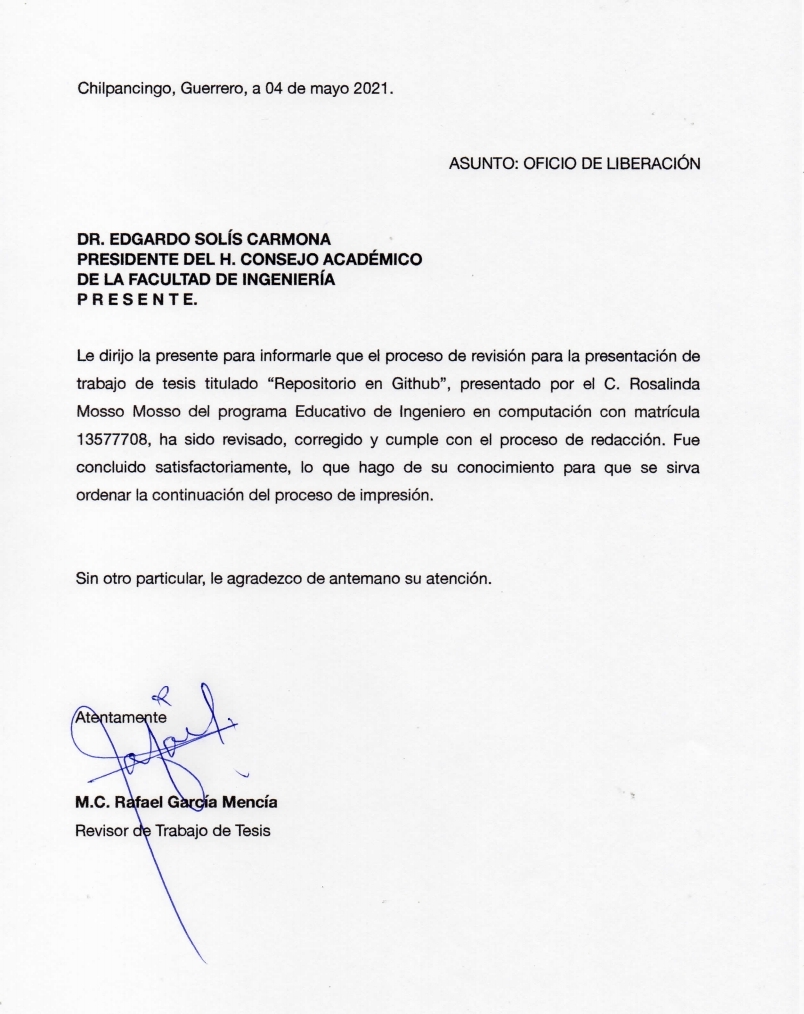 Chilpancingo, Guerrero, a 04 de mayo 2021.
ASUNTO: OFICIO DE LIBERACIÓN
DR. EDGARDO SOLÍS CARMONA
PRESIDENTE DEL H. CONSEJO ACADÉMICO
DE LA FACULTAD DE INGENIERÍA
P R E S E N T E.
Le dirijo la presente para informarle que el proceso de revisión para la presentación de
trabajo de tesis titulado “Repositorio en Github”, presentado por el C. Rosalinda
Mosso Mosso del programa Educativo de Ingeniero en computación con matrícula
13577708, ha sido revisado, corregido y cumple con el proceso de redacción. Fue
concluido satisfactoriamente, lo que hago de su conocimiento para que se sirva
ordenar la continuación del proceso de impresión.
Sin otro particular, le agradezco de antemano su atención.
Atentamente
M.C. Rafael García Mencía
Revisor de Trabajo de Tesis